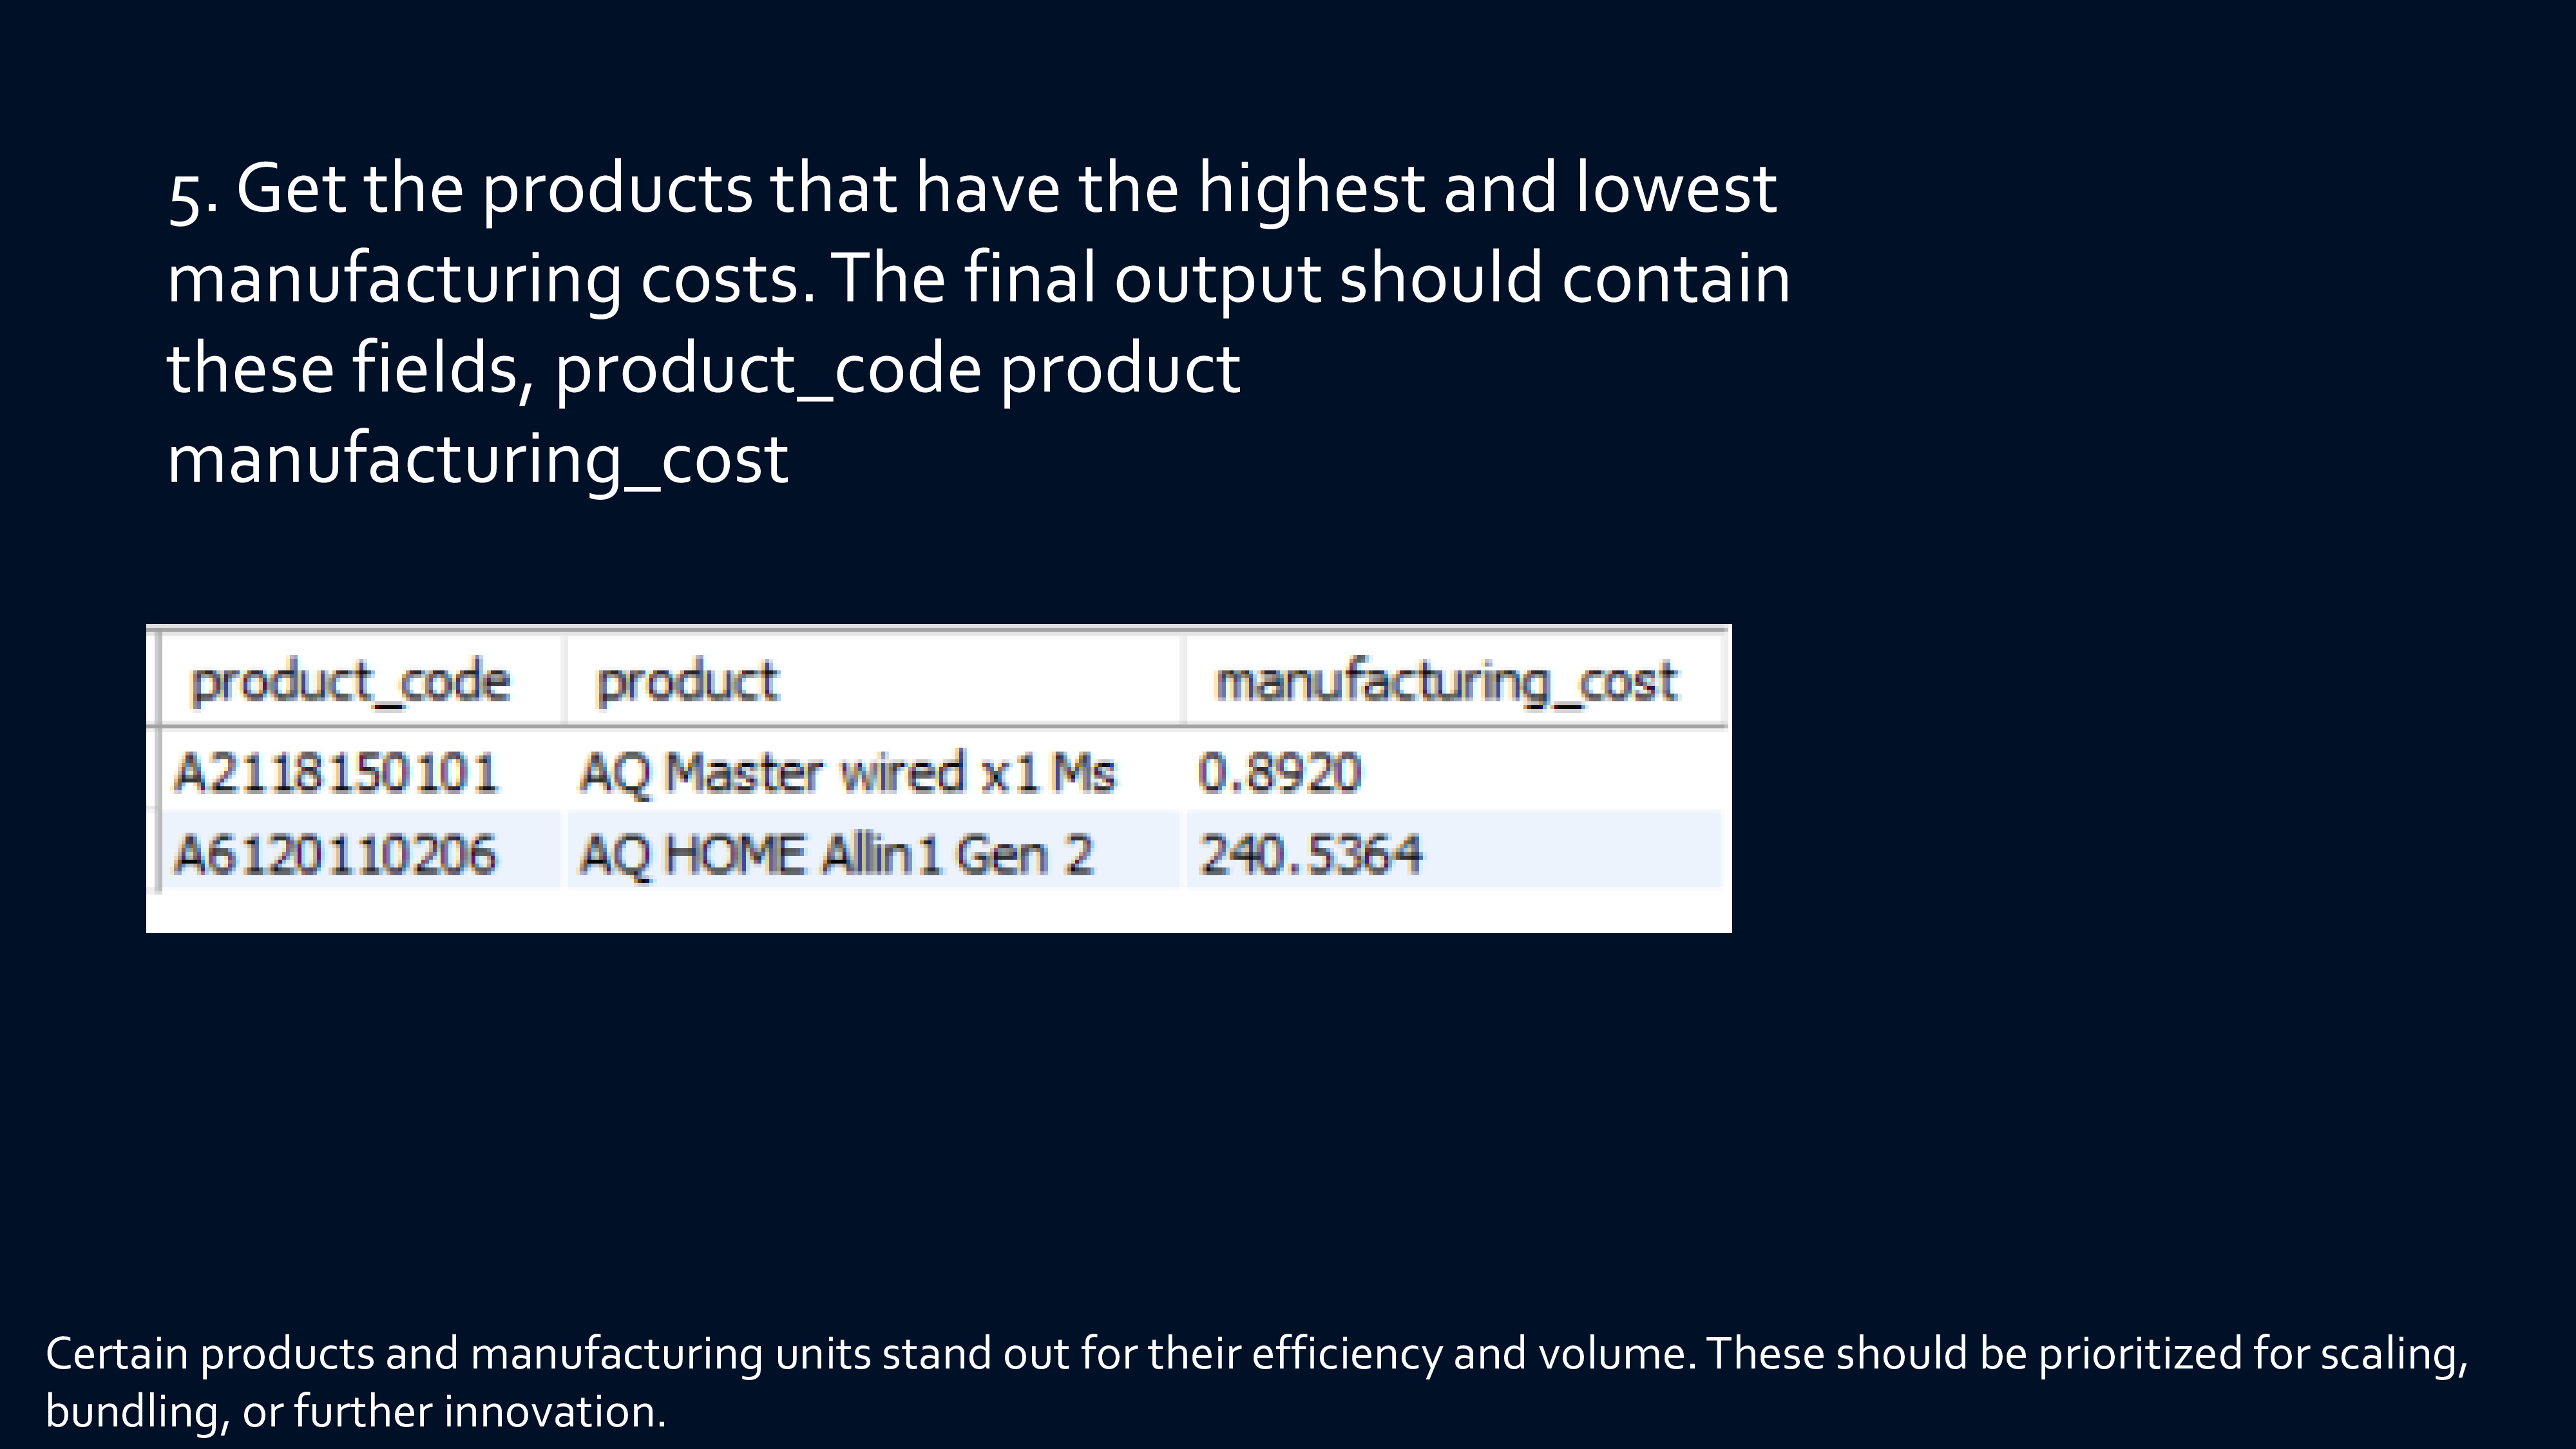 5. Get the products that have the highest and lowest
manufacturing costs. The final output should contain
these fields, product_code product
manufacturing_cost
product_code product manufacturing_cost
A2118150101 AQ Master wired x1 Ms 0.8920
A6120110206 AQ HOME Allin1 Gen 2 240.5364
Certain products and manufacturing units stand out for their efficiency and volume. These should be prioritized for scaling,
bundling, or further innovation.